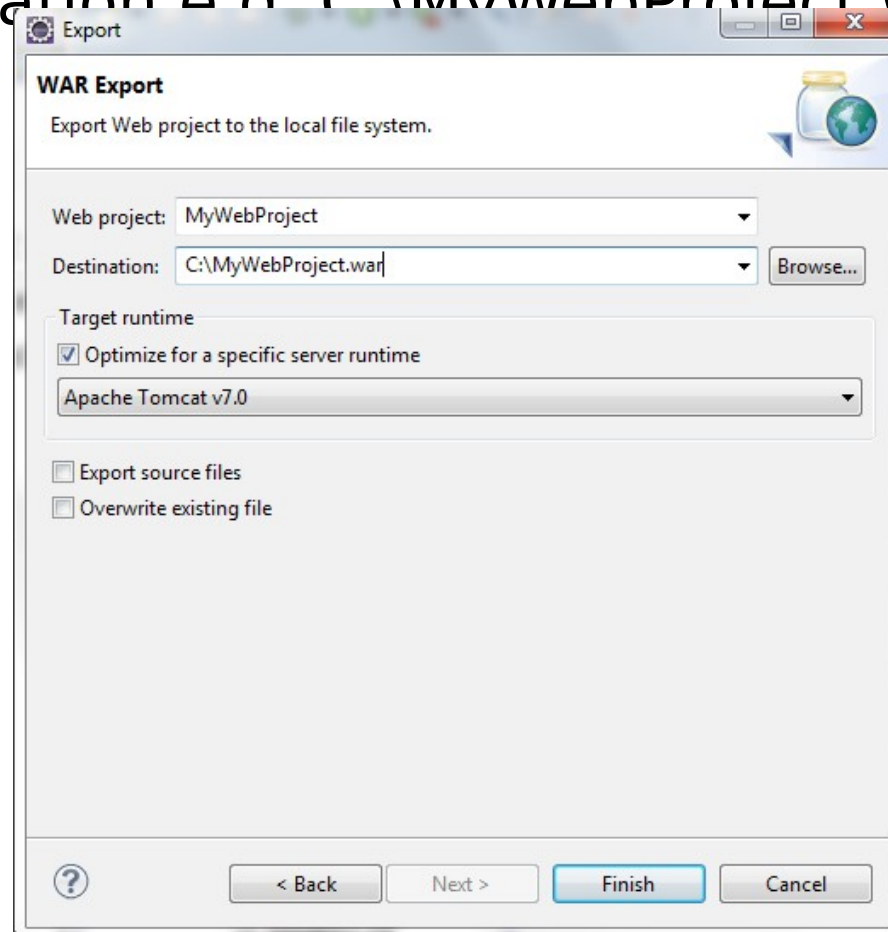 Export
WAR Export
Export Web project to the local file system.
Web project: MyWebProject
Destination: C:\MyWebProject.war Browse...
Target runtime
Optimize for a specific server runtime
Apache Tomcat v7.0
Export source files
Overwrite existing file
< Back Next > Finish Cancel